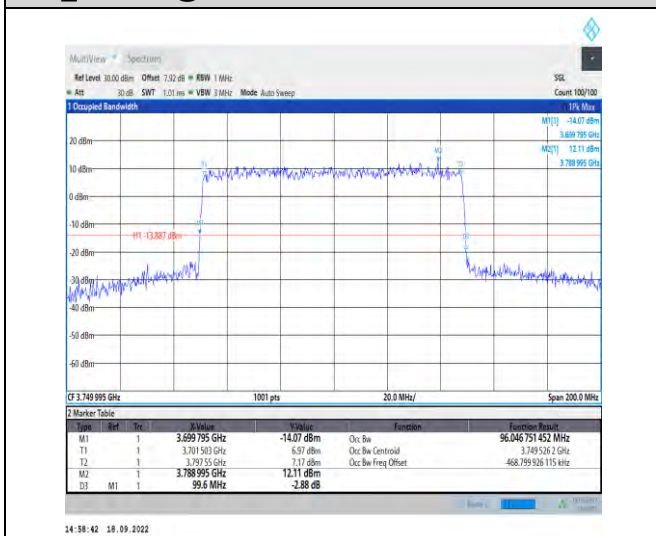 MultiView Spectrum
Ref Level 30.00 dBm Offset 7.92 dB RBW 1 MHz SGL
Att 30 dB SWT 1.01 ms VBW 3 MHz Mode Auto Sweep Count 100/100
1 Occupied Bandwidth 1Pk Max
M1[1] -14.07 dBm
3.699 795 GHz
M2[1] 12.11 dBm
3.788 995 GHz
20 dBm
M2
T1 T2
10 dBm
0 dBm
-10 dBm
M1
H1 -13.887 dBm
D3
-20 dBm
-30 dBm
-40 dBm
-50 dBm
-60 dBm
CF 3.749 995 GHz 1001 pts 20.0 MHz/ Span 200.0 MHz
2 Marker Table
Type Ref Trc X-Value Y-Value Function Function Result
M1 1 3.699 795 GHz -14.07 dBm Occ Bw 96.046 751 452 MHz
T1 1 3.701 503 GHz 6.97 dBm Occ Bw Centroid 3.749 526 2 GHz
T2 1 3.797 55 GHz 7.17 dBm Occ Bw Freq Offset -468.799 926 115 kHz
M2 1 3.788 995 GHz 12.11 dBm
D3 M1 1 99.6 MHz -2.88 dB
14:58:42 18.09.2022